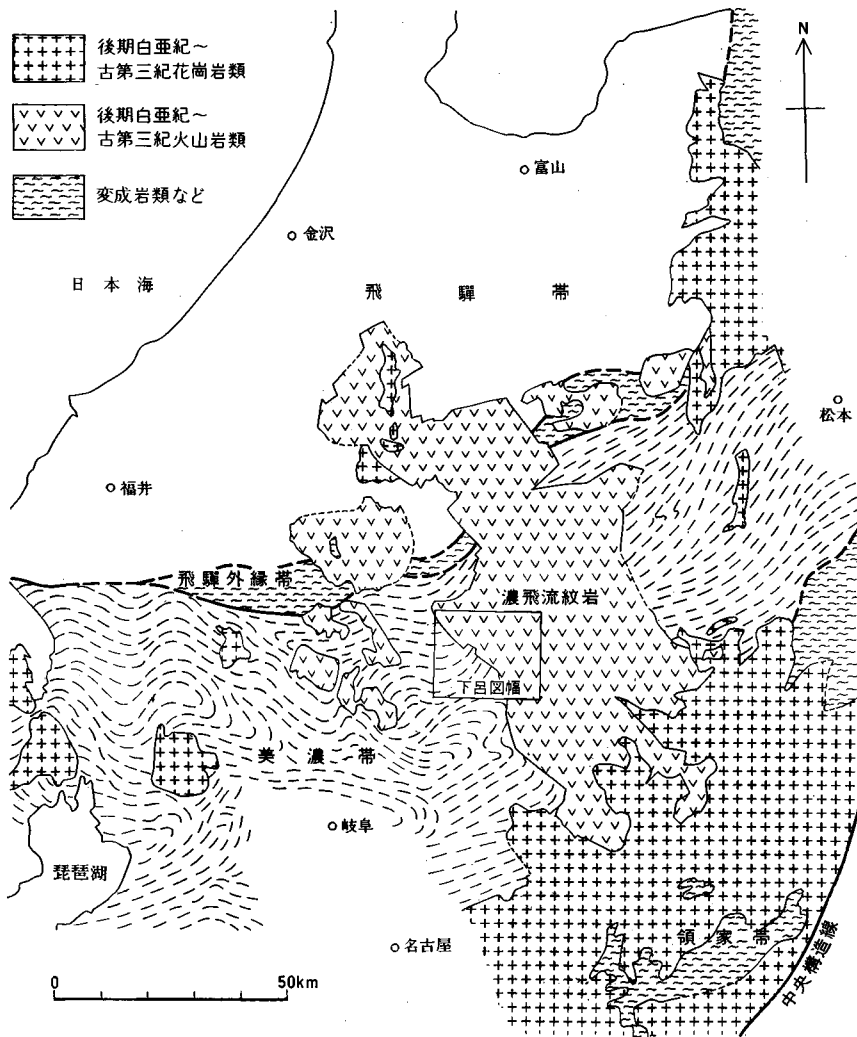 後期白亜紀～
古第三紀花崗岩類
後期白亜紀～
古第三紀火山岩類
変成岩類など
N
富山
金沢
日本海
飛驒帯
松本
福井
飛驒外縁帯
濃飛流紋岩
下呂図幅
美濃帯
岐阜
琵琶湖
名古屋
領家帯
中央構造線
0 50km